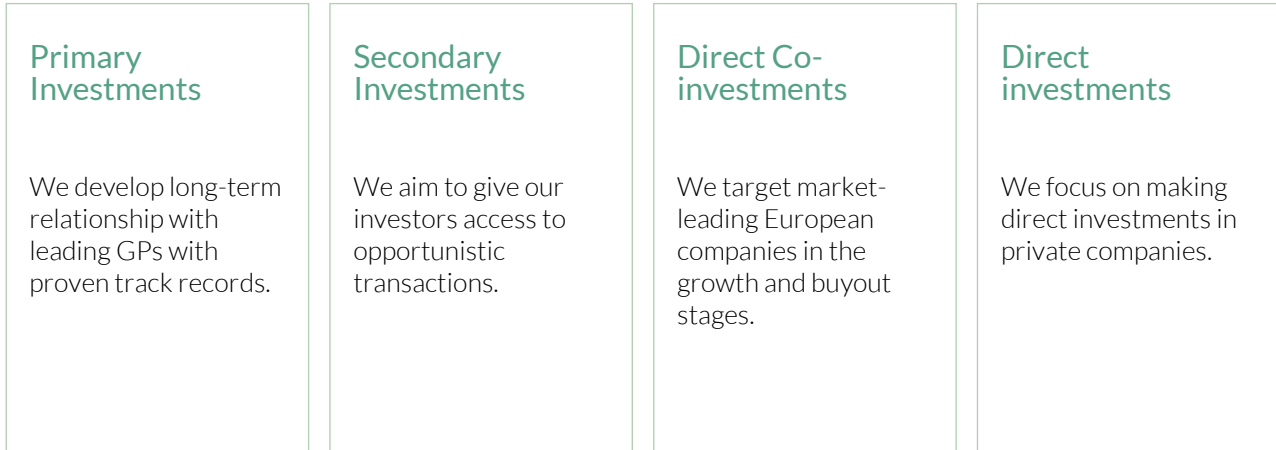 Primary
Investments
We develop long-term
relationship with
leading GPs with
proven track records.
Secondary
Investments
We aim to give our
investors access to
opportunistic
transactions.
Direct Co-
investments
We target market-
leading European
companies in the
growth and buyout
stages.
Direct
investments
We focus on making
direct investments in
private companies.